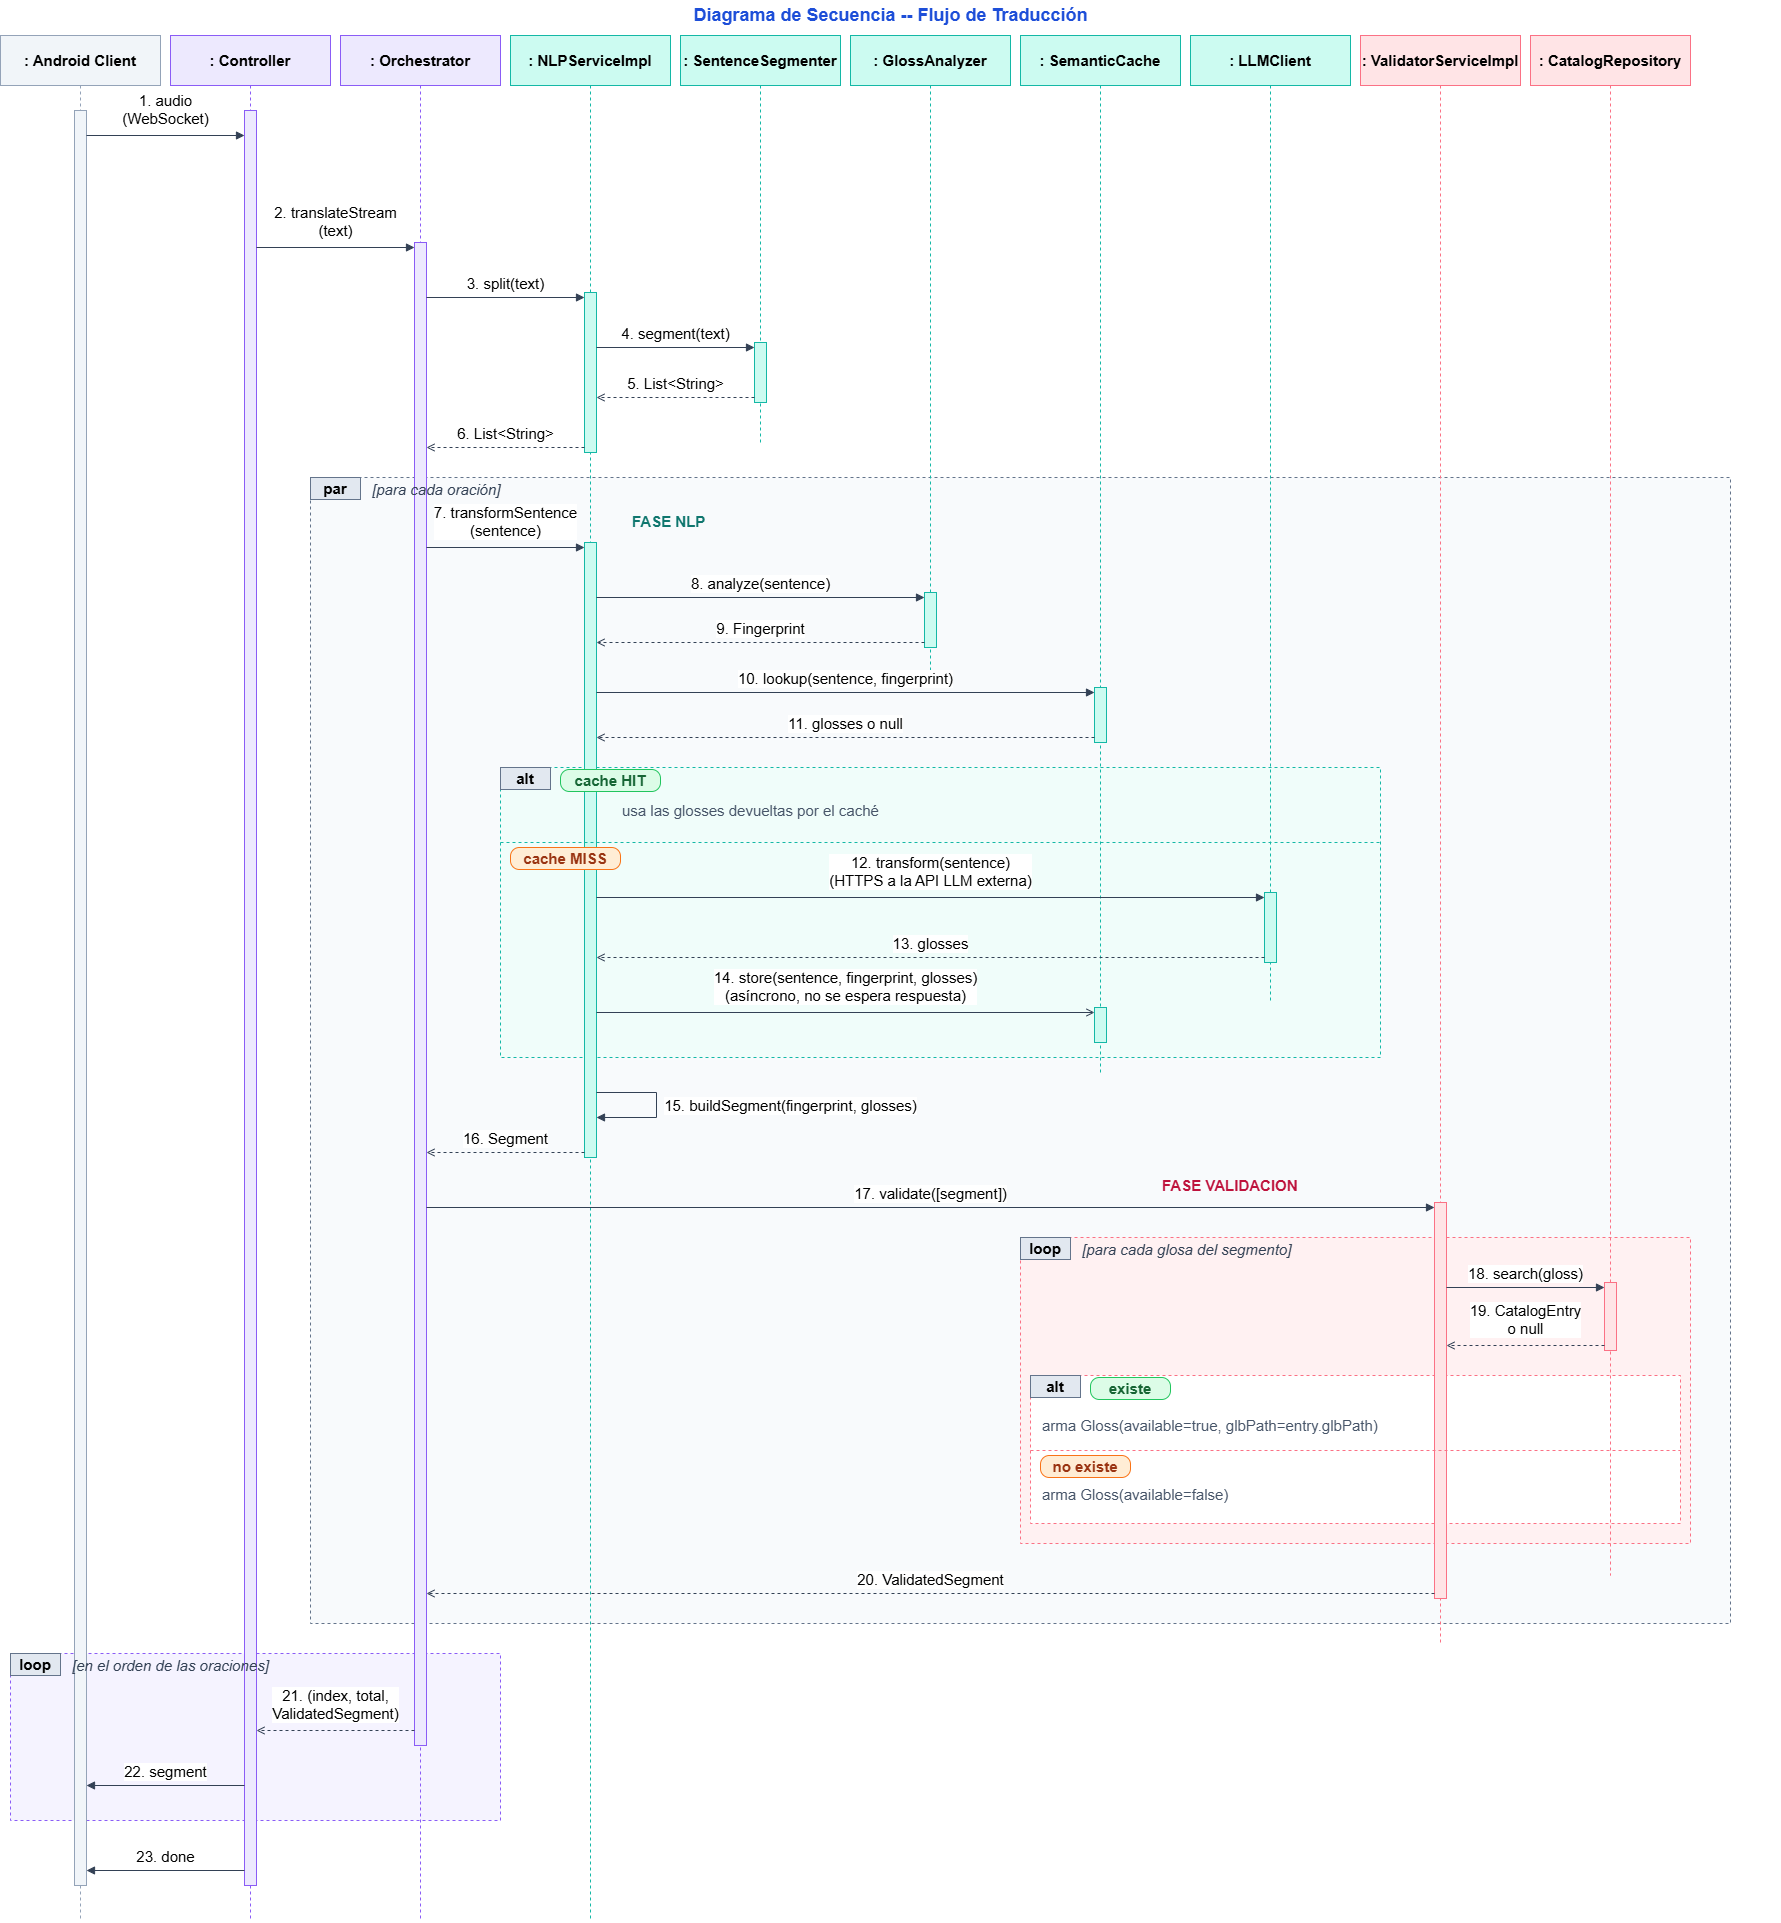 Diagrama de Secuencia -- Flujo de Traducción
: Android Client
: Controller
: Orchestrator
: NLPServiceImpl
: SentenceSegmenter
: GlossAnalyzer
: SemanticCache
: LLMClient
: ValidatorServiceImpl
: CatalogRepository
1. audio
(WebSocket)
2. translateStream
(text)
3. split(text)
4. segment(text)
5. List<String>
6. List<String>
par
[para cada oración]
7. transformSentence
(sentence)
FASE NLP
8. analyze(sentence)
9. Fingerprint
10. lookup(sentence, fingerprint)
11. glosses o null
alt
cache HIT
usa las glosses devueltas por el caché
cache MISS
12. transform(sentence)
(HTTPS a la API LLM externa)
13. glosses
14. store(sentence, fingerprint, glosses)
(asíncrono, no se espera respuesta)
15. buildSegment(fingerprint, glosses)
16. Segment
FASE VALIDACION
17. validate([segment])
loop
[para cada glosa del segmento]
18. search(gloss)
19. CatalogEntry
o null
alt
existe
arma Gloss(available=true, glbPath=entry.glbPath)
no existe
arma Gloss(available=false)
20. ValidatedSegment
loop
[en el orden de las oraciones]
21. (index, total,
ValidatedSegment)
22. segment
23. done